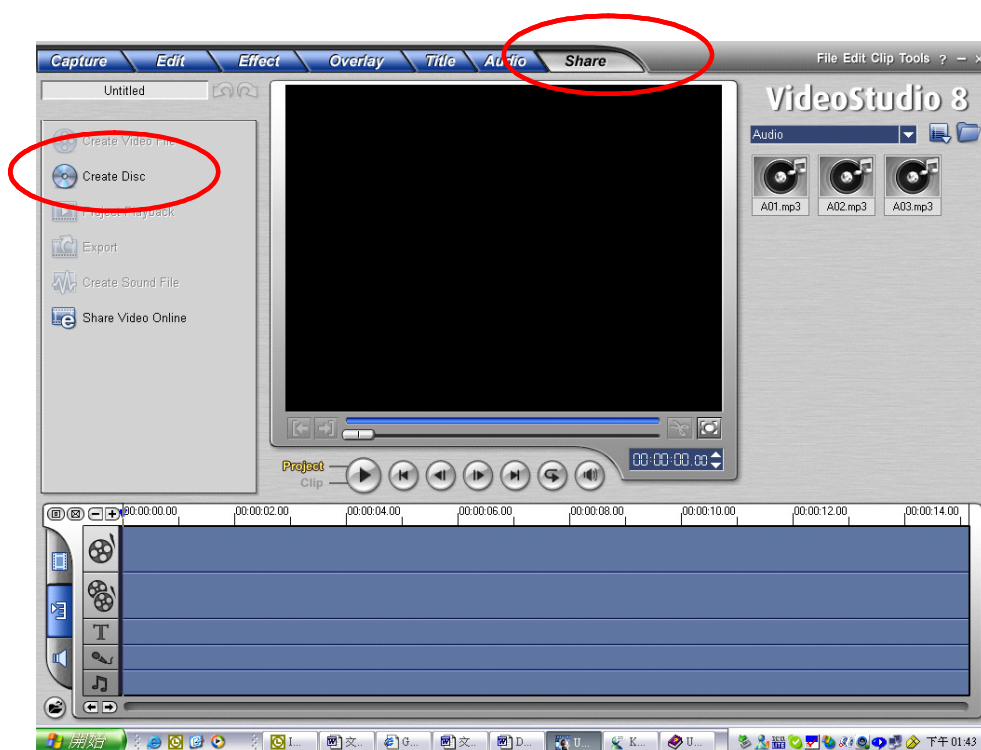 Capture Edit Effect Overlay Title Audio Share
File Edit Clip Tools ? – ×
Untitled
VideoStudio 8
Create Video File
Audio
Create Disc
Project Playback
A01.mp3 A02.mp3 A03.mp3
Export
Create Sound File
Share Video Online
Project
Clip
00:00:00.00
00:00:00.00 00:00:02.00 00:00:04.00 00:00:06.00 00:00:08.00 00:00:10.00 00:00:12.00 00:00:14.00
T
開始 I... 文... G... 文... D... U... K... U... 下午 01:43